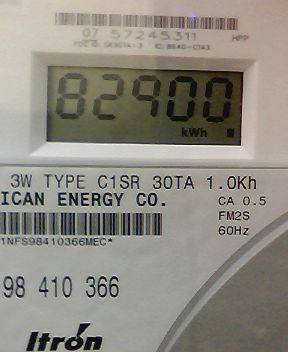 07 57245311 HPP
82900
kWh
3W TYPE C1SR 30TA 1.0Kh
ICAN ENERGY CO. CA 0.5
FM2S
60Hz
1NFS98410366MEC*
98 410 366
Itron